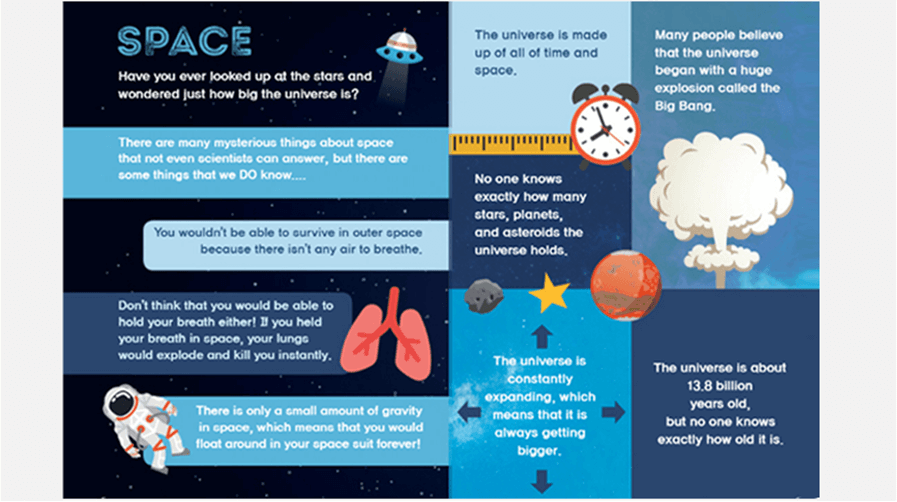 SPACE
Have you ever looked up at the stars and
wondered just how big the universe is?
There are many mysterious things about space
that not even scientists can answer, but there are
some things that we DO know....
You wouldn't be able to survive in outer space
because there isn't any air to breathe.
Don't think that you would be able to
hold your breath either! If you held
your breath in space, your lungs
would explode and kill you instantly.
There is only a small amount of gravity
in space, which means that you would
float around in your space suit forever!
The universe is made
up of all of time and
space.
No one knows
exactly how many
stars, planets,
and asteroids the
universe holds.
The universe is
constantly
expanding, which
means that it is
always getting
bigger.
Many people believe
that the universe
began with a huge
explosion called the
Big Bang.
The universe is about
13.8 billion
years old,
but no one knows
exactly how old it is.